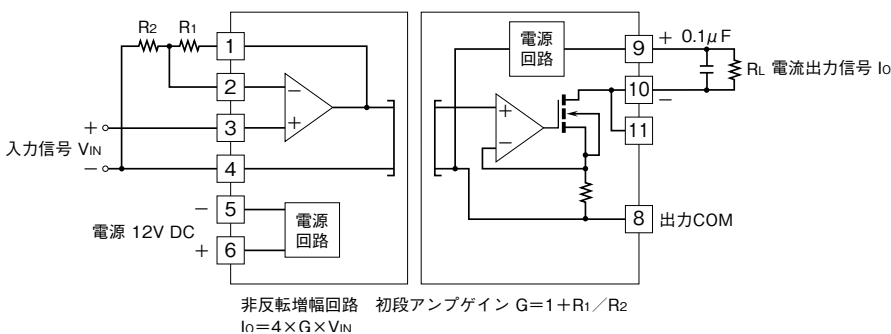 R2 R1
1
2
3
4
5
6
入力信号 VIN
+
−
電源 12V DC
−
+
−
+
電源
回路
電源
回路
+
−
9
10
11
8
+ 0.1μF
−
RL 電流出力信号 IO
出力COM
非反転増幅回路 初段アンプゲイン G=1+R1/R2
IO=4×G×VIN